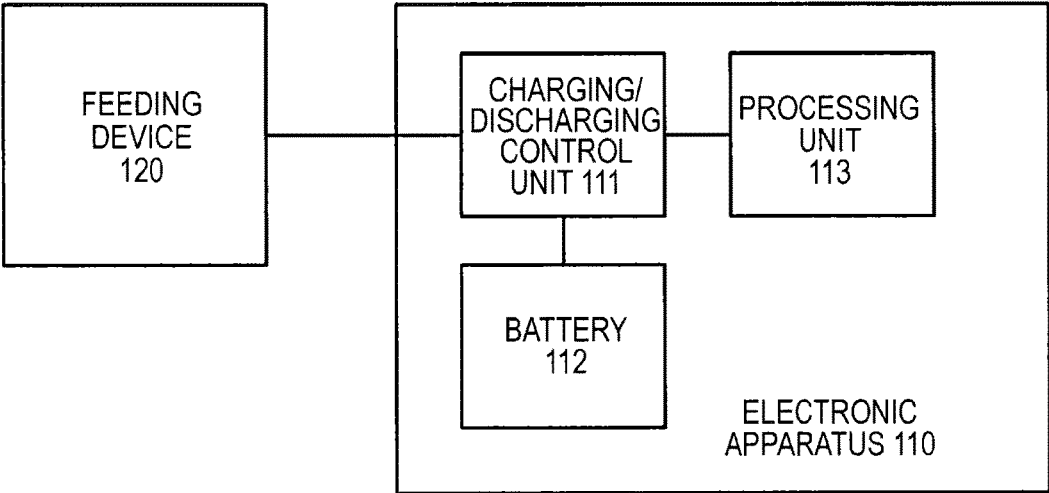 FEEDING
DEVICE
120
CHARGING/
DISCHARGING
CONTROL
UNIT 111
PROCESSING
UNIT
113
BATTERY
112
ELECTRONIC
APPARATUS 110